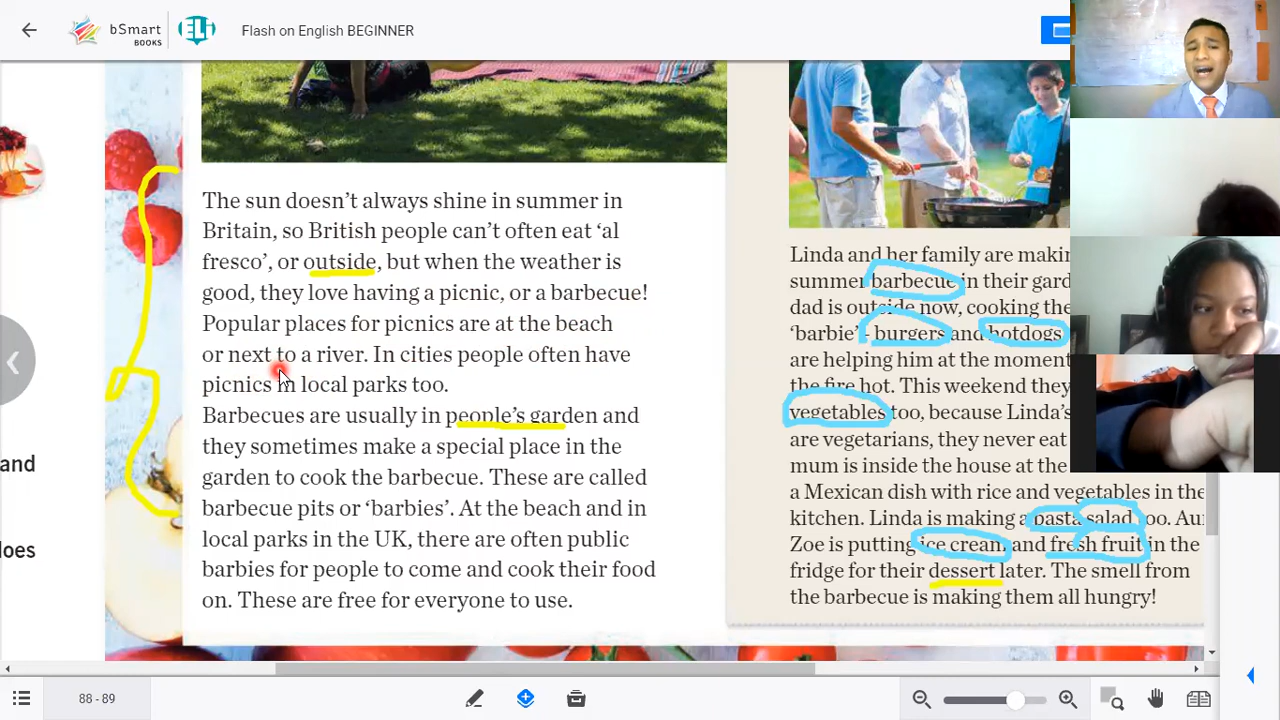 bSmart
BOOKS
ELi
Flash on English BEGINNER
The sun doesn't always shine in summer in
Britain, so British people can't often eat 'al
fresco', or outside, but when the weather is
good, they love having a picnic, or a barbecue!
Popular places for picnics are at the beach
or next to a river. In cities people often have
picnics in local parks too.
Barbecues are usually in people's garden and
they sometimes make a special place in the
garden to cook the barbecue. These are called
barbecue pits or 'barbies'. At the beach and in
local parks in the UK, there are often public
barbies for people to come and cook their food
on. These are free for everyone to use.
Linda and her family are makin
summer barbecue in their gard
dad is outside now, cooking the
'barbie' - burgers and hotdogs
are helping him at the moment
the fire hot. This weekend they
vegetables too, because Linda's
are vegetarians, they never eat
mum is inside the house at the
a Mexican dish with rice and vegetables in the
kitchen. Linda is making a pasta salad too. Au
Zoe is putting ice cream and fresh fruit in the
fridge for their dessert later. The smell from
the barbecue is making them all hungry!
and
loes
88 - 89